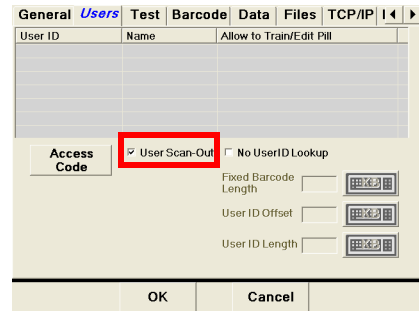 General Users Test Barcode Data Files TCP/IP
User ID Name Allow to Train/Edit Pill
Access
Code
User Scan-Out No UserID Lookup
Fixed Barcode
Length
User ID Offset
User ID Length
OK Cancel